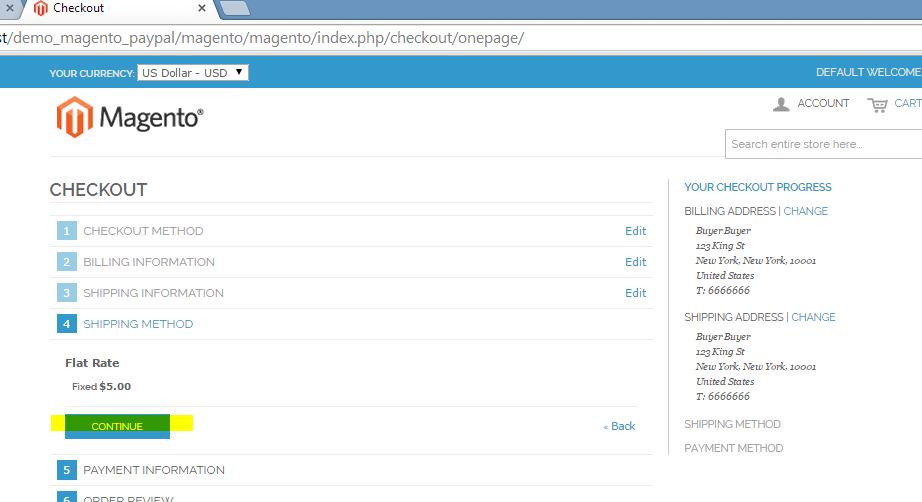 Checkout
st/demo_magento_paypal/magento/magento/index.php/checkout/onepage/
YOUR CURRENCY: US Dollar - USD
DEFAULT WELCOME
Magento®
ACCOUNT
CART
Search entire store here...
CHECKOUT
1 CHECKOUT METHOD Edit
2 BILLING INFORMATION Edit
3 SHIPPING INFORMATION Edit
4 SHIPPING METHOD
Flat Rate
Fixed $5.00
CONTINUE
« Back
5 PAYMENT INFORMATION
6 ORDER REVIEW
YOUR CHECKOUT PROGRESS
BILLING ADDRESS | CHANGE
Buyer Buyer
123 King St
New York, New York, 10001
United States
T: 6666666
SHIPPING ADDRESS | CHANGE
Buyer Buyer
123 King St
New York, New York, 10001
United States
T: 6666666
SHIPPING METHOD
PAYMENT METHOD